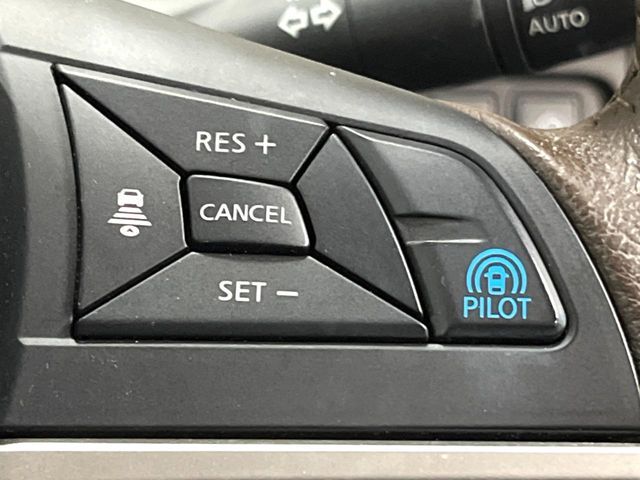 AUTO
RES +
CANCEL
SET −
PILOT